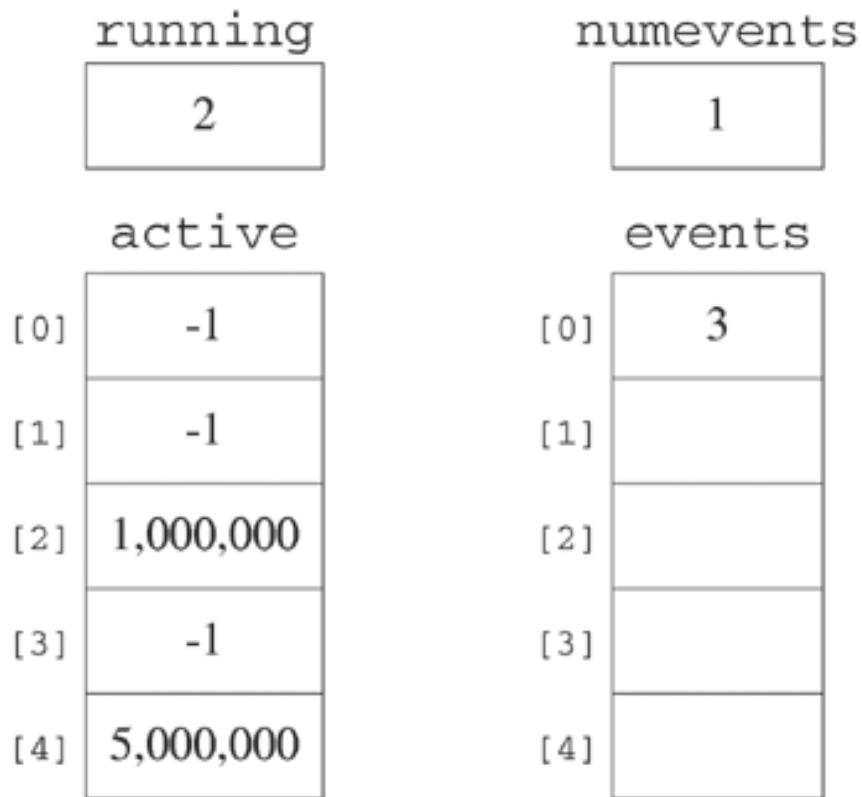 running numevents
2 1
active events
[0] -1 [0] 3
[1] -1 [1]
[2] 1,000,000 [2]
[3] -1 [3]
[4] 5,000,000 [4]